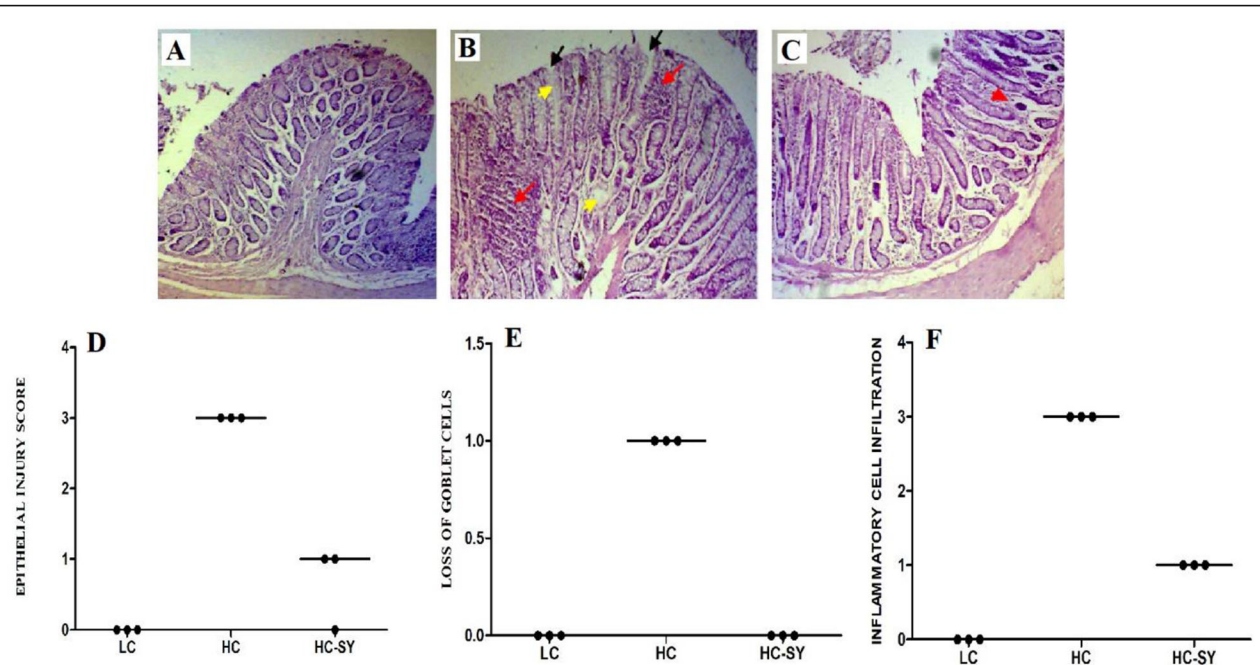 A
B
C
D
EPITHELIAL INJURY SCORE
4
3
2
1
0
LC HC HC-SY
E
LOSS OF GOBLET CELLS
1.5
1.0
0.5
0.0
LC HC HC-SY
F
INFLAMMATORY CELL INFILTRATION
4
3
2
1
0
LC HC HC-SY